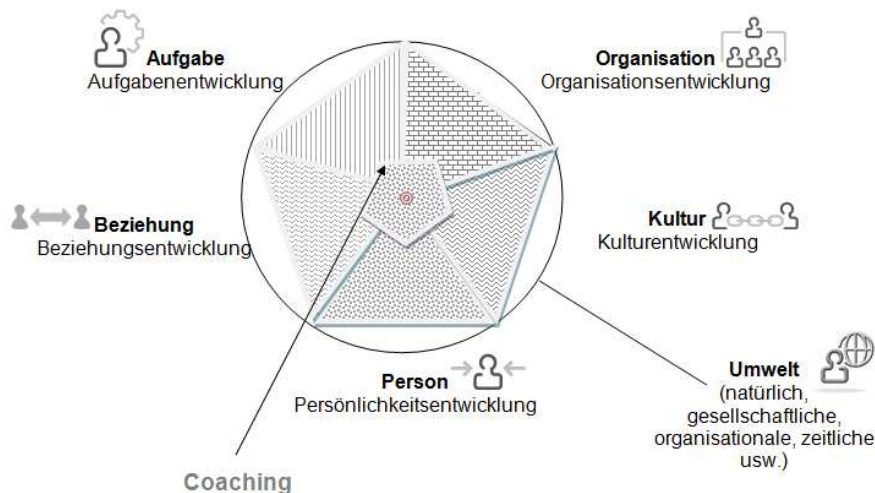 Aufgabe
Aufgabenentwicklung
Organisation
Organisationsentwicklung
Beziehung
Beziehungsentwicklung
Kultur
Kulturentwicklung
Person
Persönlichkeitsentwicklung
Umwelt
(natürlich,
gesellschaftliche,
organisationale, zeitliche
usw.)
Coaching